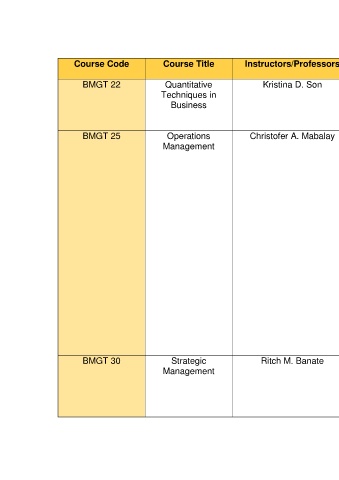 Course Code Course Title Instructors/Professors
BMGT 22 Quantitative Kristina D. Son
Techniques in
Business
BMGT 25 Operations Christofer A. Mabalay
Management
BMGT 30 Strategic Ritch M. Banate
Management